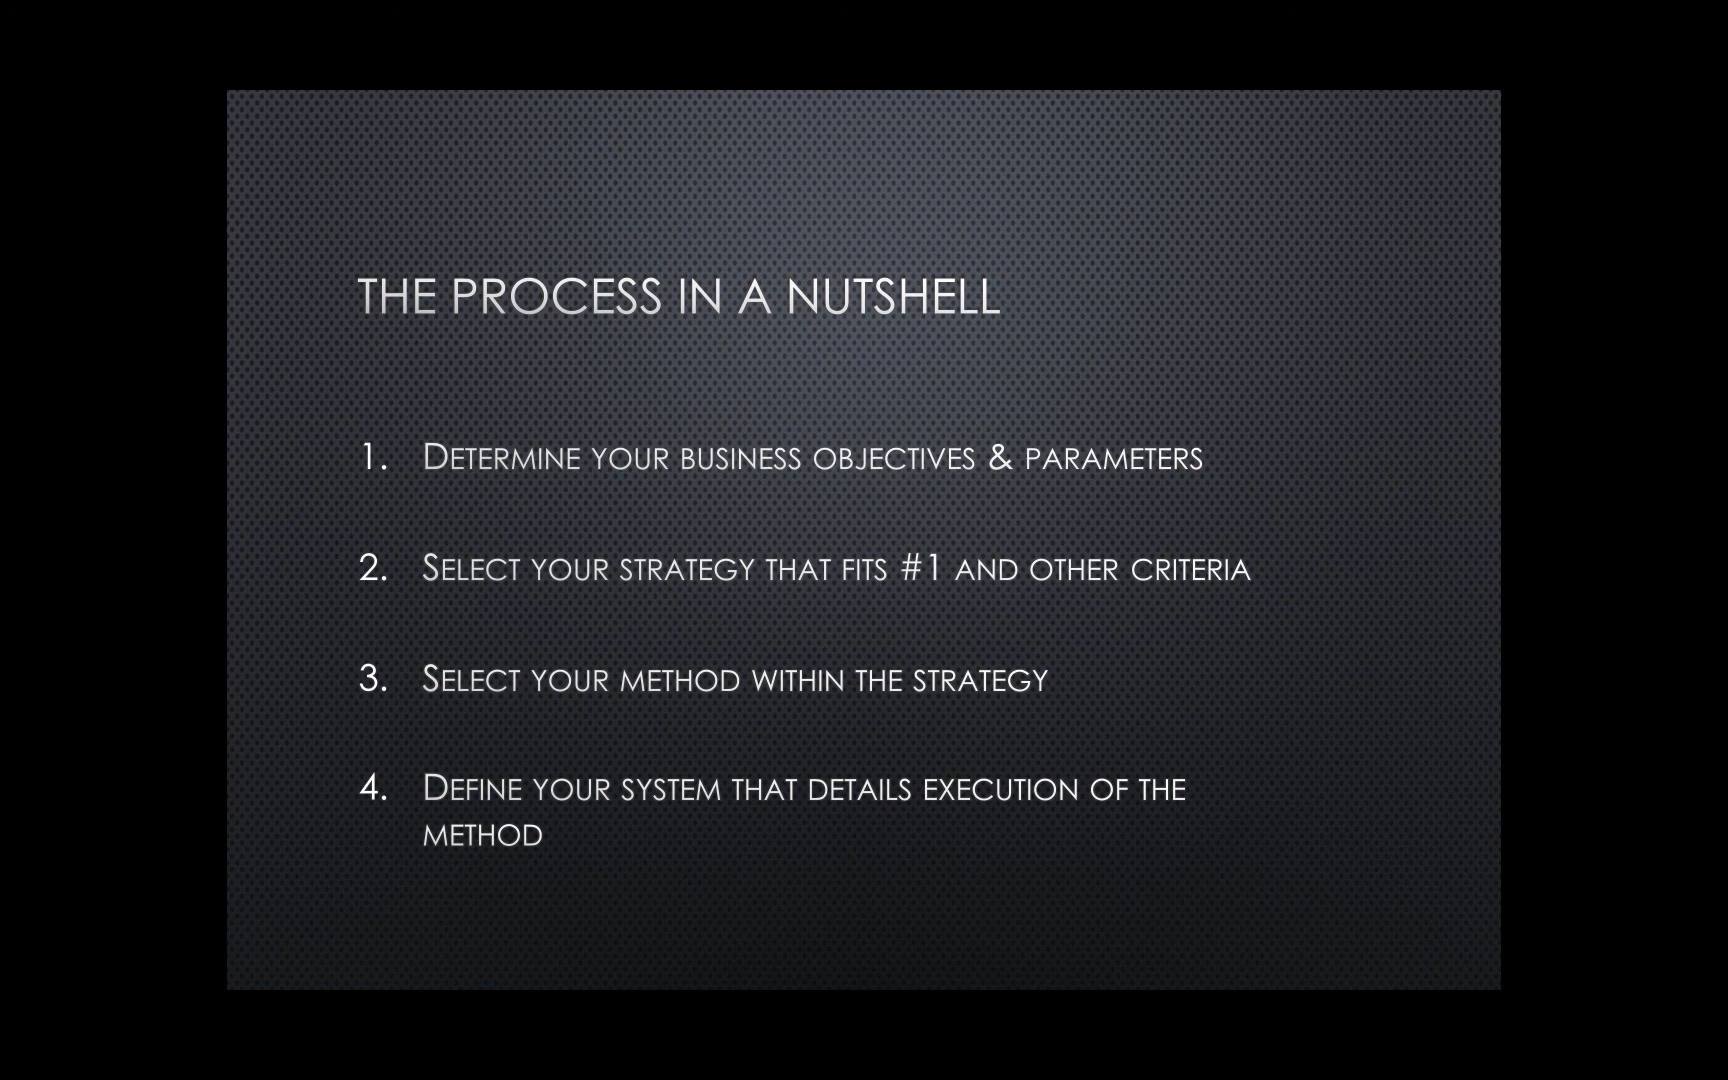 THE PROCESS IN A NUTSHELL
1. DETERMINE YOUR BUSINESS OBJECTIVES & PARAMETERS
2. SELECT YOUR STRATEGY THAT FITS #1 AND OTHER CRITERIA
3. SELECT YOUR METHOD WITHIN THE STRATEGY
4. DEFINE YOUR SYSTEM THAT DETAILS EXECUTION OF THE
METHOD